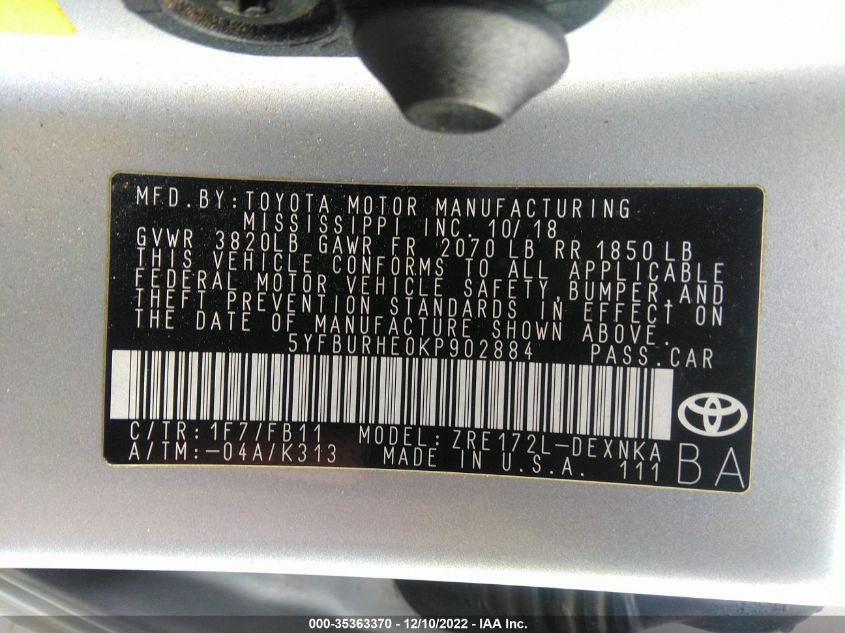 MFD.BY:TOYOTA MOTOR MANUFACTURING
MISSISSIPPI INC. 10/18
GVWR 3820LB GAWR FR 2070 LB RR 1850 LB
THIS VEHICLE CONFORMS TO ALL APPLICABLE
FEDERAL MOTOR VEHICLE SAFETY,BUMPER,AND
THEFT PREVENTION STANDARDS IN EFFECT ON
THE DATE OF MANUFACTURE SHOWN ABOVE.
5YFBURHE0KP902884 PASS.CAR
C/TR:1F7/FB11 MODEL:ZRE172L-DEXNKA
A/TM:-04A/K313 MADE IN U.S.A. 111
BA
000-35363370 - 12/10/2022 - IAA Inc.